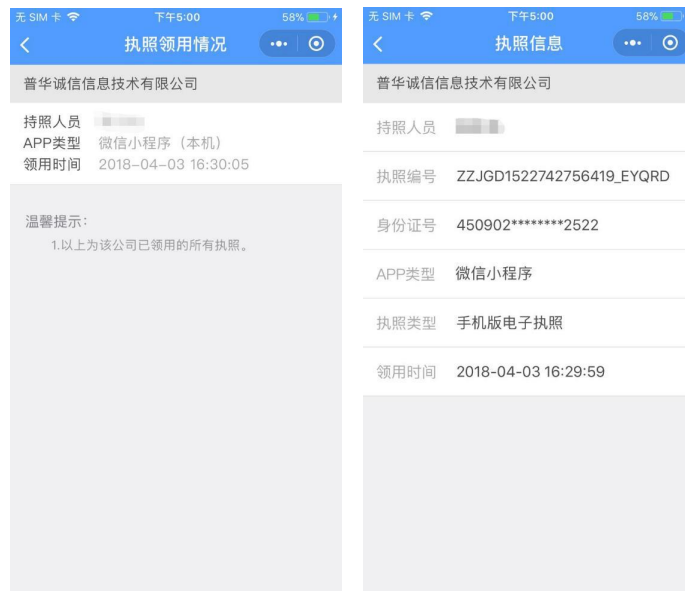 无 SIM 卡 下午5:00 58%
执照领用情况
普华诚信信息技术有限公司
持照人员
APP类型 微信小程序（本机）
领用时间 2018-04-03 16:30:05
温馨提示:
1.以上为该公司已领用的所有执照。
无 SIM 卡 下午5:00 58%
执照信息
普华诚信信息技术有限公司
持照人员
执照编号 ZZJGD1522742756419_EYQRD
身份证号 450902********2522
APP类型 微信小程序
执照类型 手机版电子执照
领用时间 2018-04-03 16:29:59